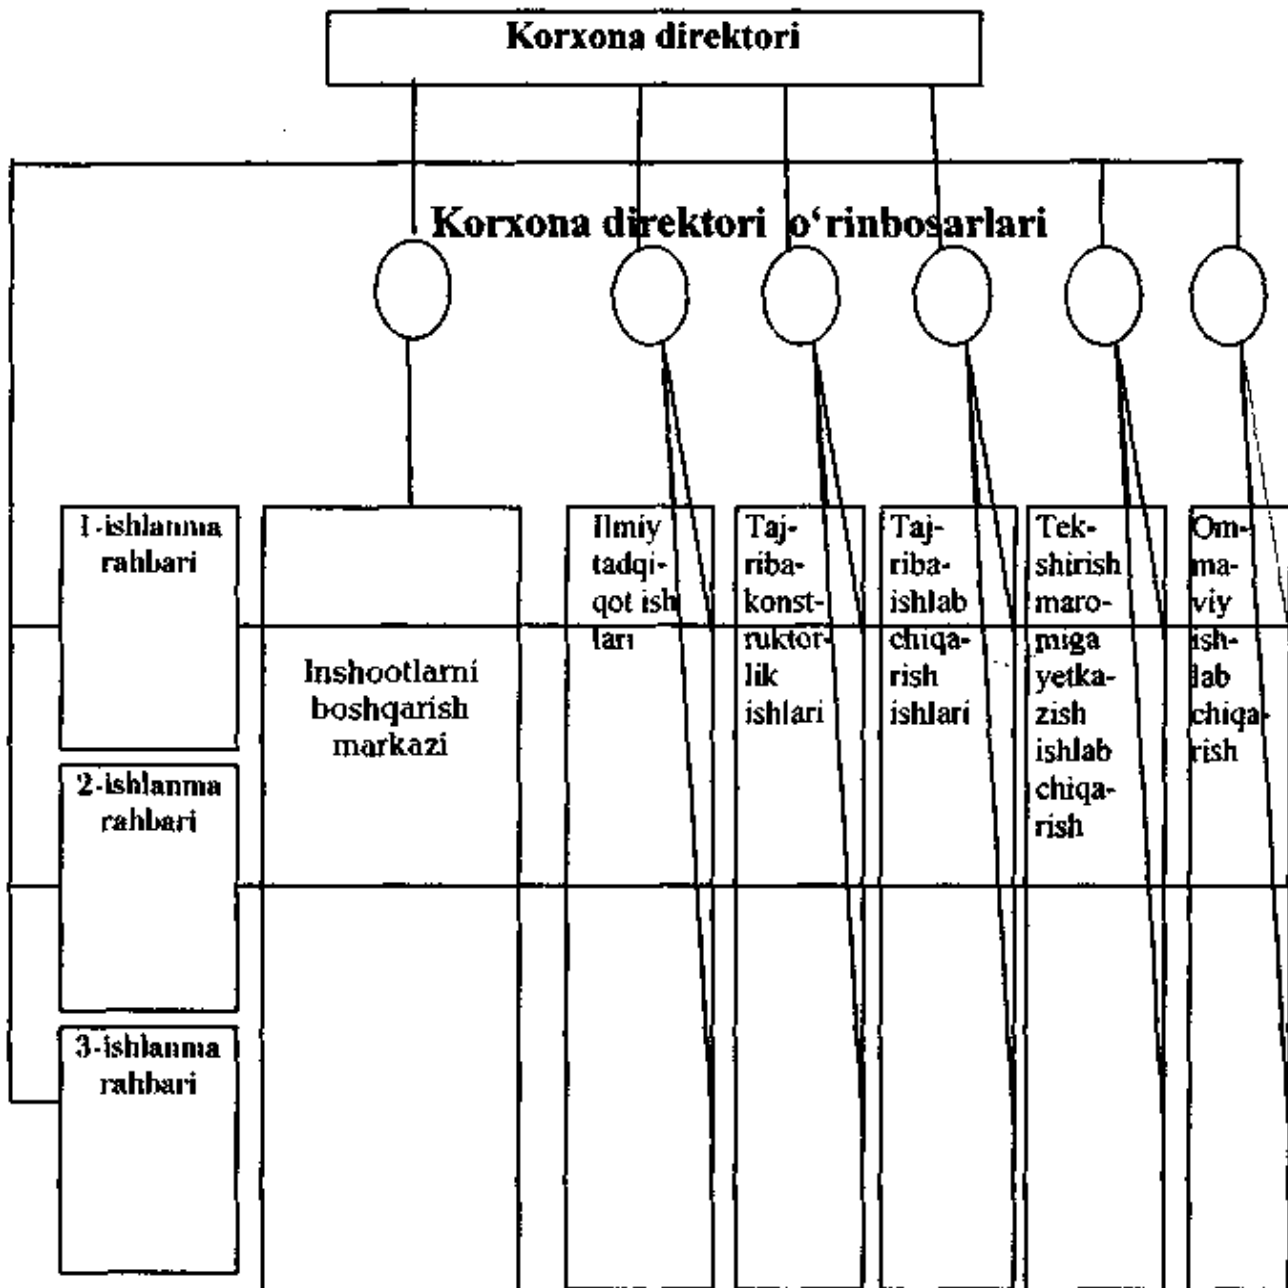 Korxona direktori
Korxona direktori o‘rinbosarlari
1-ishlanma
rahbari
Inshootlarni
boshqarish
markazi
Ilmiy
tadqi-
qot ish
lari
Taj-
riba-
konst-
ruktor-
lik
ishlari
Taj-
riba-
ishlab
chiqa-
rish
ishlari
Tek-
shirish
maro-
miga
yetka-
zish
ishlab
chiqa-
rish
Om-
ma-
viy
ish-
lab
chiqa-
rish
2-ishlanma
rahbari
3-ishlanma
rahbari